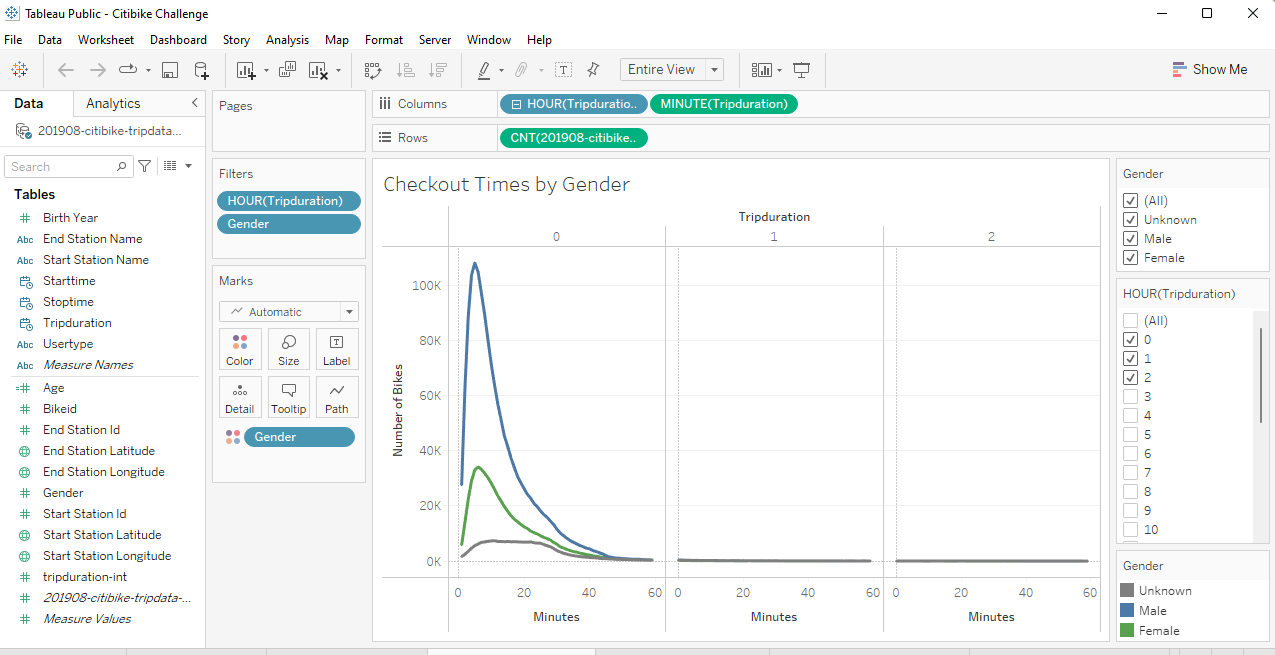 Tableau Public - Citibike Challenge
File Data Worksheet Dashboard Story Analysis Map Format Server Window Help
Entire View
Show Me
Data Analytics
201908-citibike-tripdata...
Search
Tables
Birth Year
Abc End Station Name
Abc Start Station Name
Starttime
Stoptime
Tripduration
Abc Usertype
Abc Measure Names
Age
Bikeid
End Station Id
End Station Latitude
End Station Longitude
Gender
Start Station Id
Start Station Latitude
Start Station Longitude
tripduration-int
201908-citibike-tripdata-...
Measure Values
Pages
Filters
HOUR(Tripduration)
Gender
Marks
Automatic
Color Size Label
Detail Tooltip Path
Gender
Columns HOUR(Tripduratio.. MINUTE(Tripduration)
Rows CNT(201908-citibike..
Checkout Times by Gender
Tripduration
0 1 2
Number of Bikes
100K
80K
60K
40K
20K
0K
0 20 40 60 0 20 40 60 0 20 40 60
Minutes Minutes Minutes
Gender
(All)
Unknown
Male
Female
HOUR(Tripduration)
(All)
0
1
2
3
4
5
6
7
8
9
10
Gender
Unknown
Male
Female